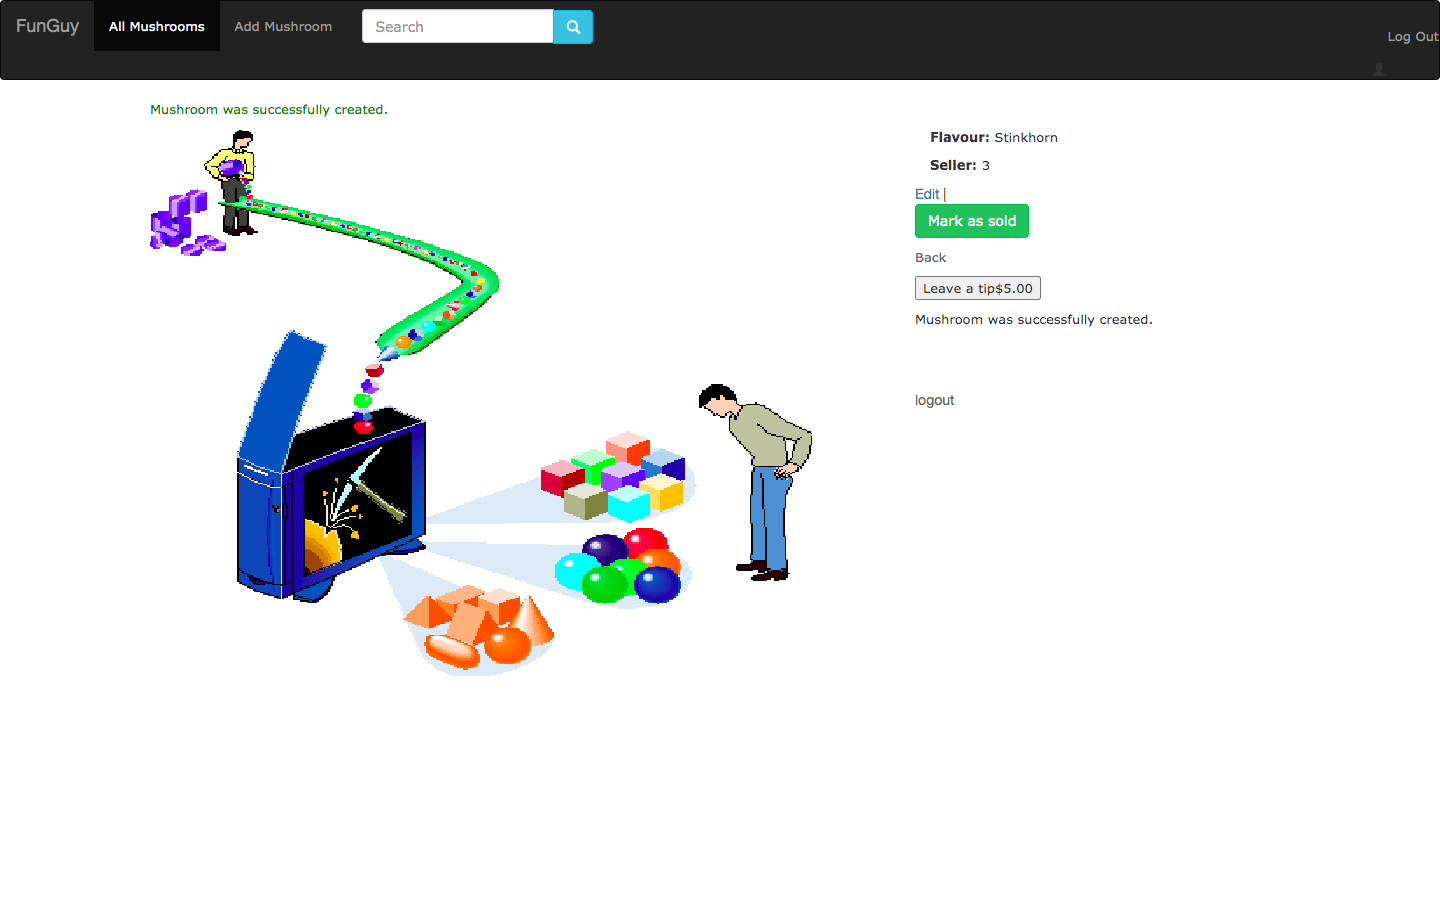 FunGuy All Mushrooms Add Mushroom Search
Log Out
Mushroom was successfully created.
Flavour: Stinkhorn
Seller: 3
Edit |
Mark as sold
Back
Leave a tip$5.00
Mushroom was successfully created.
logout